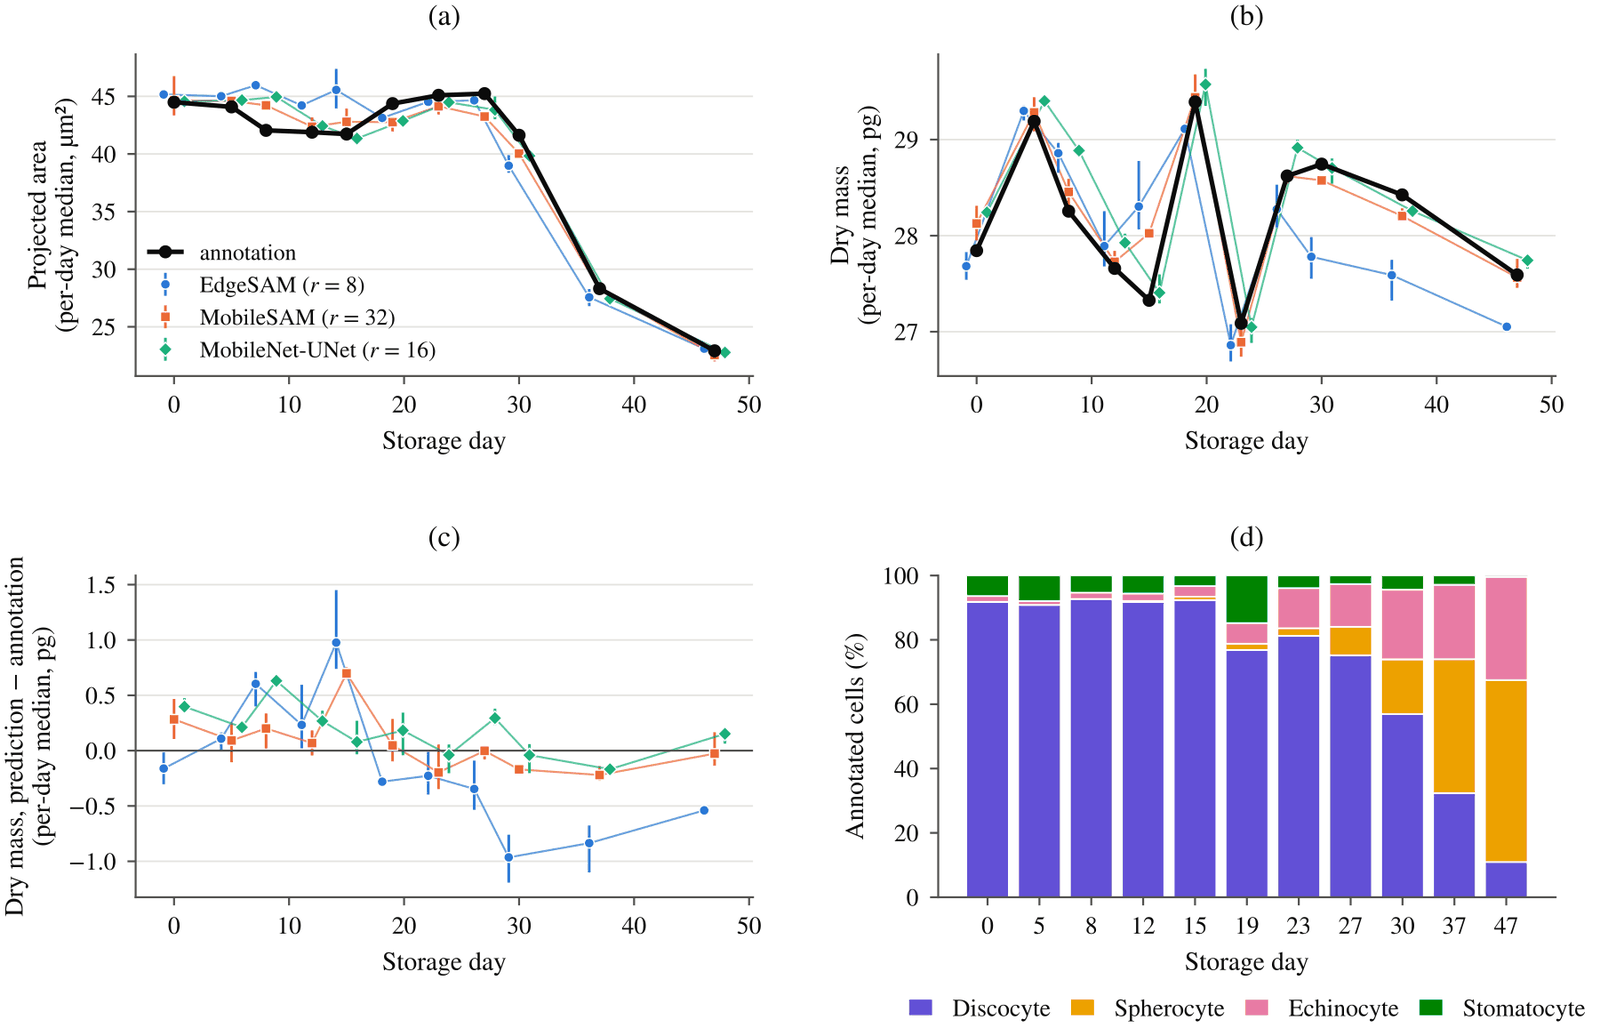 (a)
Projected area
(per-day median, µm²)
45
40
35
30
25
annotation
EdgeSAM (r = 8)
MobileSAM (r = 32)
MobileNet-UNet (r = 16)
0 10 20 30 40 50
Storage day
(b)
Dry mass
(per-day median, pg)
29
28
27
0 10 20 30 40 50
Storage day
(c)
Dry mass, prediction − annotation
(per-day median, pg)
1.5
1.0
0.5
0.0
−0.5
−1.0
0 10 20 30 40 50
Storage day
(d)
Annotated cells (%)
100
80
60
40
20
0
0 5 8 12 15 19 23 27 30 37 47
Storage day
Discocyte Spherocyte Echinocyte Stomatocyte